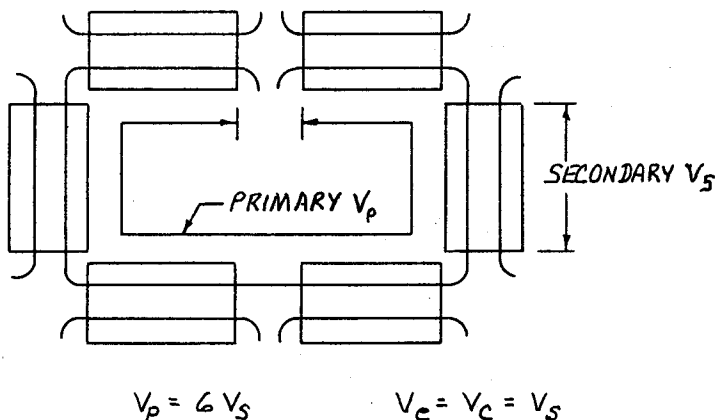 SECONDARY V_S
PRIMARY V_P
V_P = 6 V_S
V_e = V_C = V_S